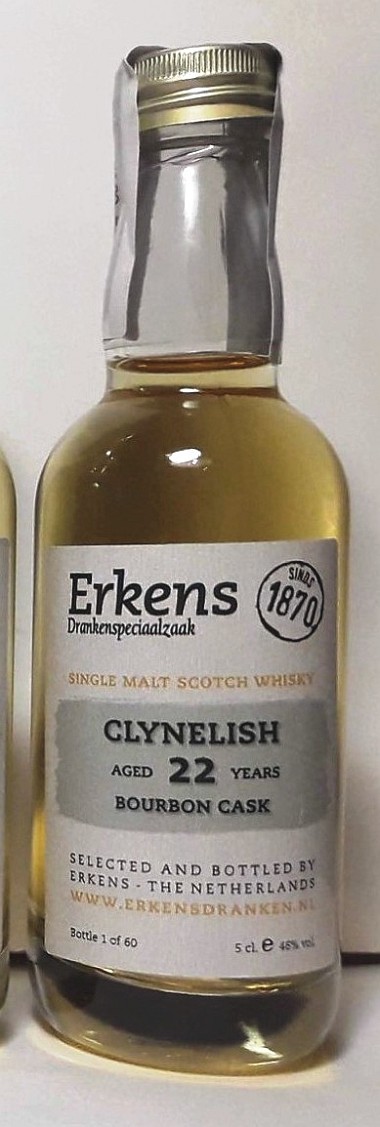 Erkens
Drankenspeciaalzaak
SINDS
1870
SINGLE MALT SCOTCH WHISKY
CLYNELISH
AGED 22 YEARS
BOURBON CASK
SELECTED AND BOTTLED BY
ERKENS - THE NETHERLANDS
WWW.ERKENSDRANKEN.NL
Bottle 1 of 60
5 cl. e 46% vol.